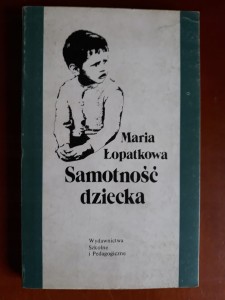 Maria
Łopatkowa
Samotność
dziecka
Wydawnictwa
Szkolne
i Pedagogiczne